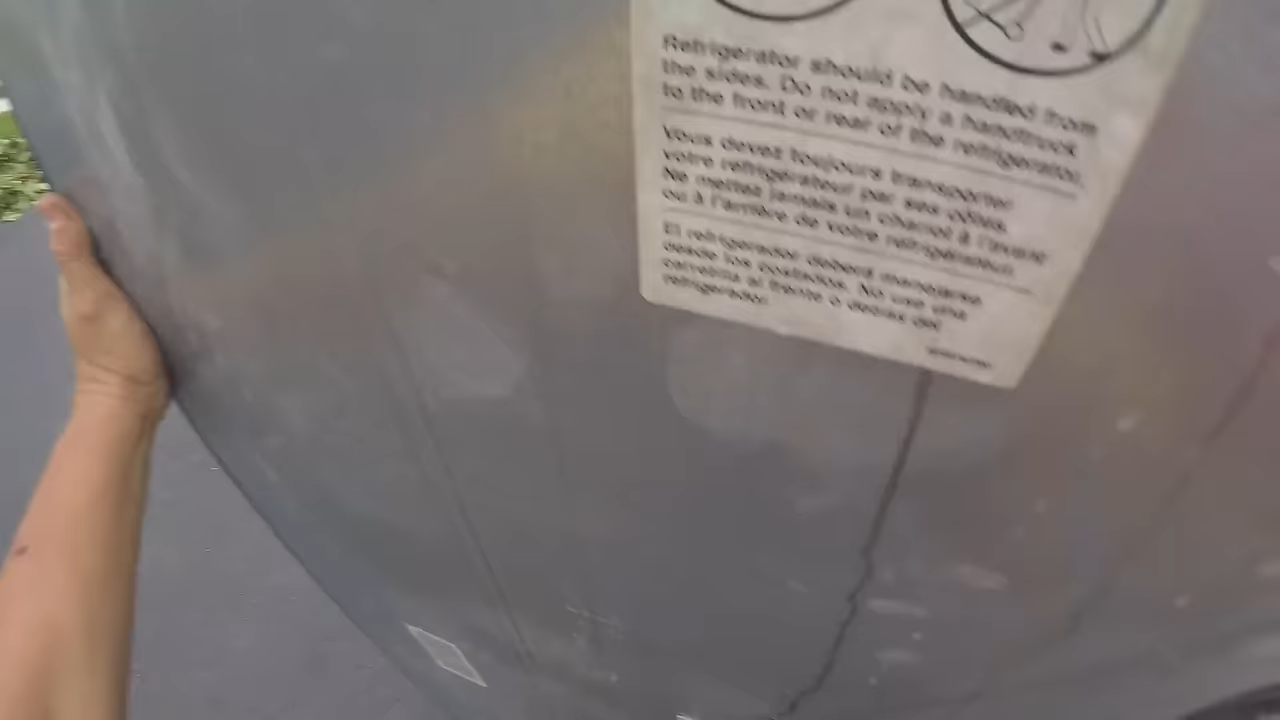 Refrigerator should be handled from
the sides. Do not apply a handtruck
to the front or rear of the refrigerator.
Vous devez toujours transporter
votre réfrigérateur par ses côtés.
Ne mettez jamais un chariot à l'avant
ou à l'arrière de votre réfrigérateur.
El refrigerador deberá manejarse
desde los costados. No use una
carretilla al frente o detrás del
refrigerador.